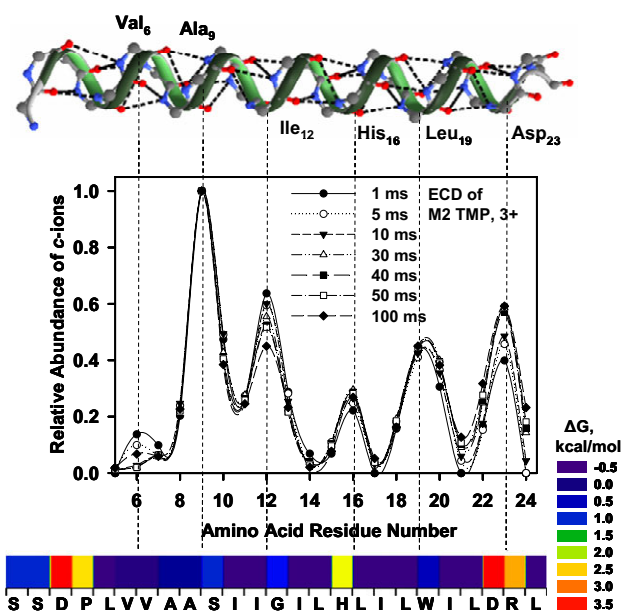 Val6
Ala9
Ile12
His16
Leu19
Asp23
1.0
0.8
0.6
0.4
0.2
0.0
Relative Abundance of c-ions
1 ms ECD of
5 ms M2 TMP, 3+
10 ms
30 ms
40 ms
50 ms
100 ms
6 8 10 12 14 16 18 20 22 24
Amino Acid Residue Number
ΔG,
kcal/mol
-0.5
0.0
0.5
1.0
1.5
2.0
2.5
3.0
3.5
S S D P L V V A A S I I G I L H L I L W I L D R L